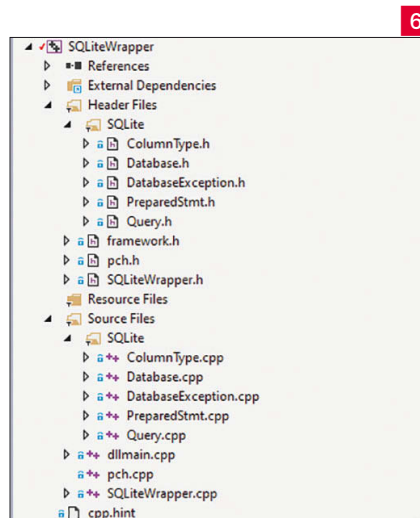 6
SQLiteWrapper
References
External Dependencies
Header Files
SQLite
ColumnType.h
Database.h
DatabaseException.h
PreparedStmt.h
Query.h
framework.h
pch.h
SQLiteWrapper.h
Resource Files
Source Files
SQLite
ColumnType.cpp
Database.cpp
DatabaseException.cpp
PreparedStmt.cpp
Query.cpp
dllmain.cpp
pch.cpp
SQLiteWrapper.cpp
cpp.hint